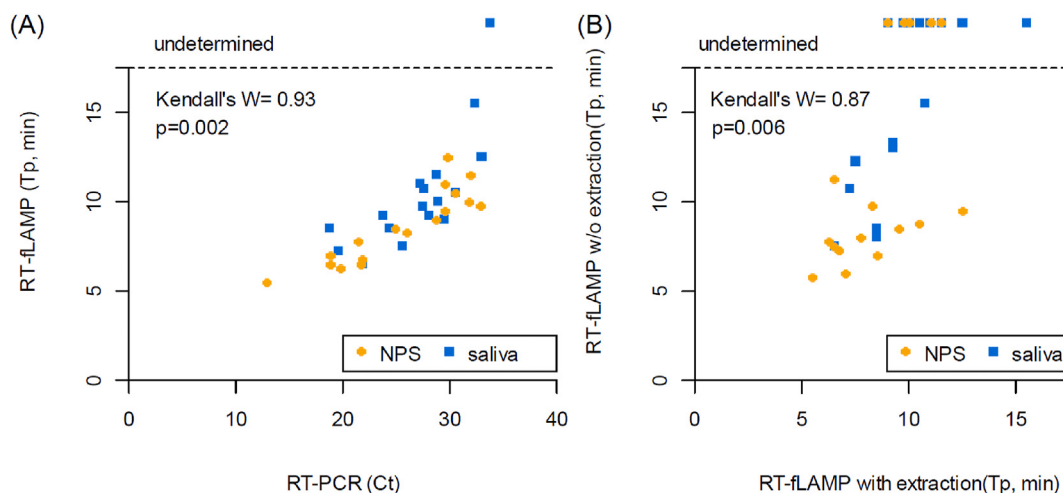 (A)
undetermined
Kendall's W= 0.93
p=0.002
RT-fLAMP (Tp, min)
15
10
5
0
NPS saliva
0 10 20 30 40
RT-PCR (Ct)
(B)
undetermined
Kendall's W= 0.87
p=0.006
RT-fLAMP w/o extraction(Tp, min)
15
10
5
0
NPS saliva
0 5 10 15
RT-fLAMP with extraction(Tp, min)